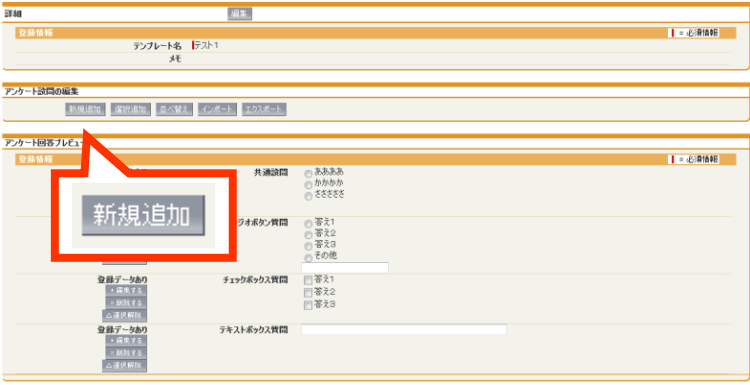 詳細 編集
登録情報 = 必須情報
テンプレート名 テスト1
メモ
アンケート設問の編集
新規追加 選択追加 並べ替え インポート エクスポート
アンケート回答プレビュー
登録情報 = 必須情報
共通設問 ああああ
かかかか
さささささ
新規追加
ジオボタン質問 答え1
答え2
答え3
その他
登録データあり チェックボックス質問 答え1
+編集する 答え2
×削除する 答え3
△選択解除
登録データあり テキストボックス質問
+編集する
×削除する
△選択解除